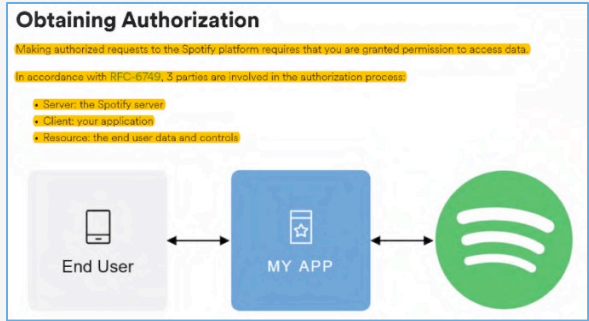 Obtaining Authorization
Making authorized requests to the Spotify platform requires that you are granted permission to access data.
In accordance with RFC-6749, 3 parties are involved in the authorization process:
• Server: the Spotify server
• Client: your application
• Resource: the end user data and controls
End User
MY APP